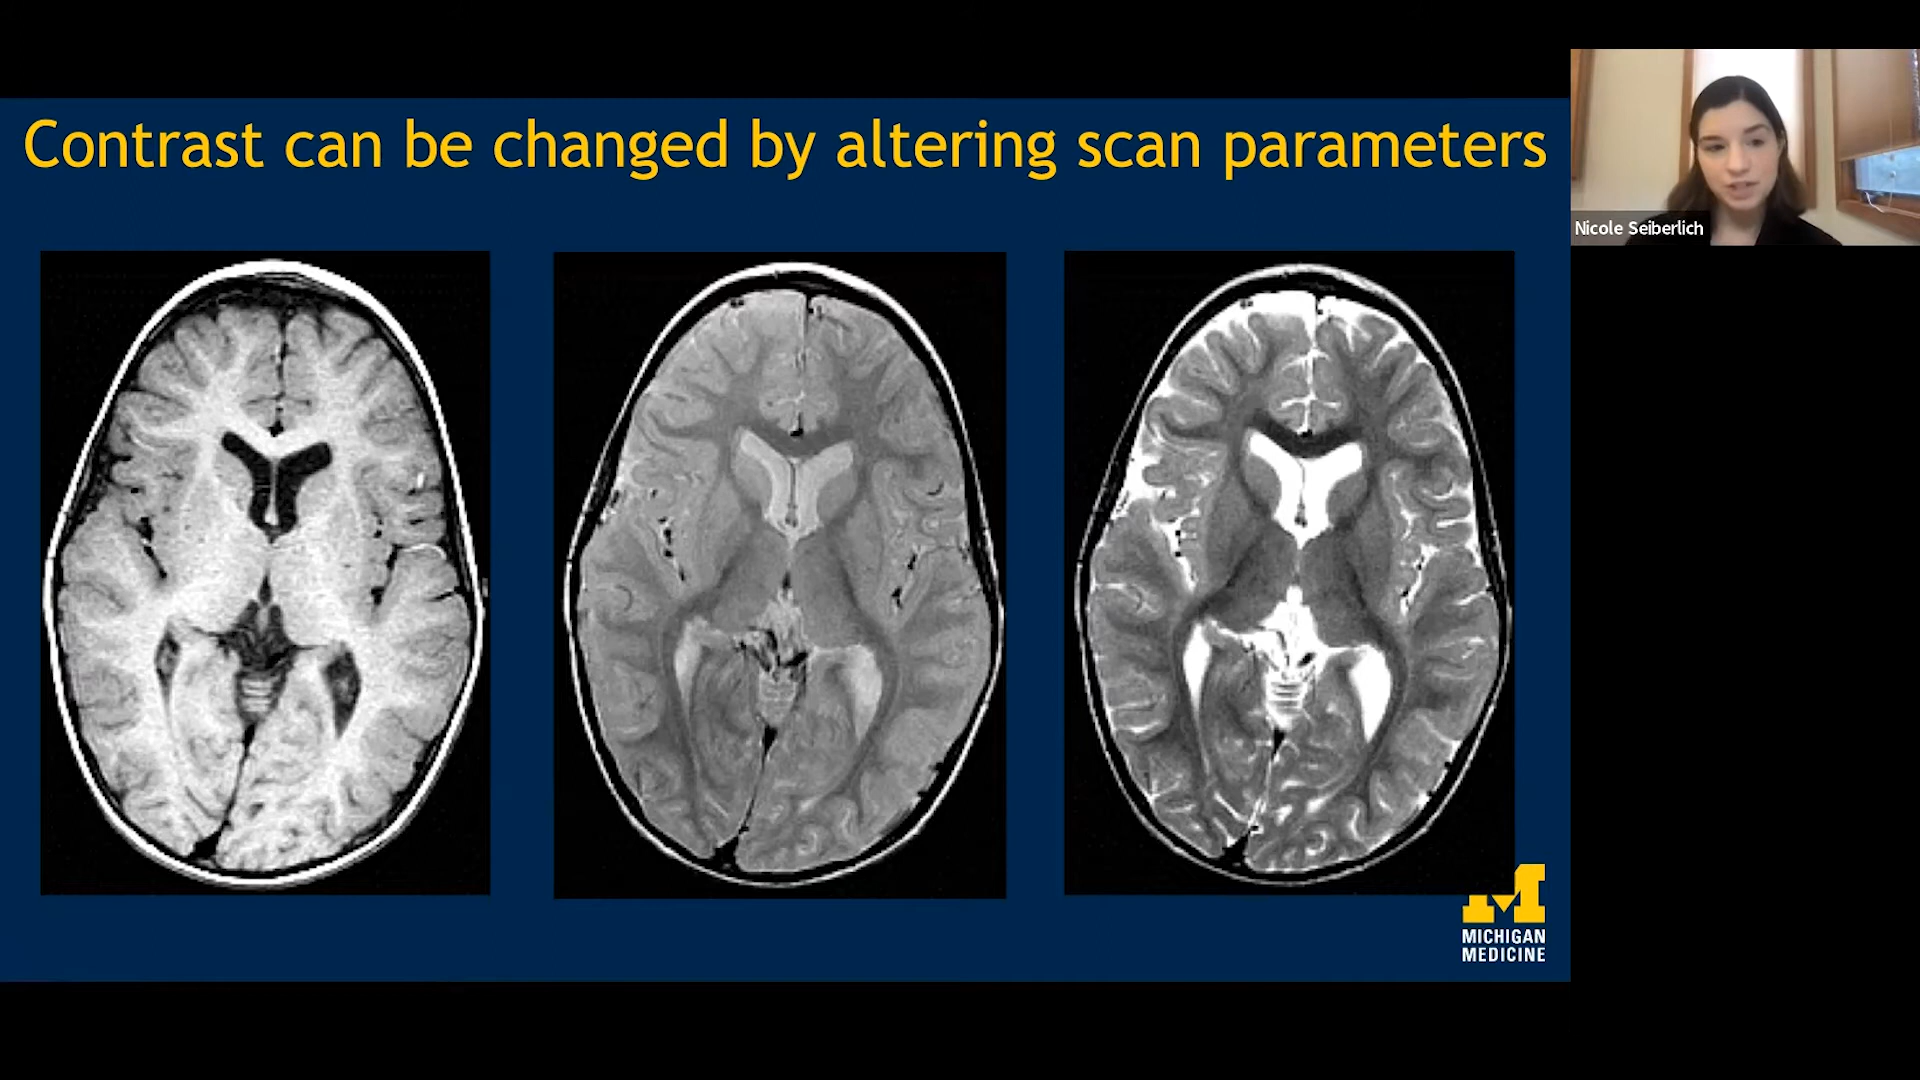 Contrast can be changed by altering scan parameters
Nicole Seiberlich
MICHIGAN
MEDICINE